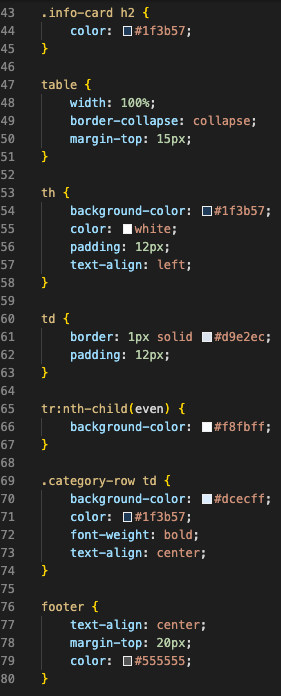 43 .info-card h2 {
44     color: #1f3b57;
45 }
46
47 table {
48     width: 100%;
49     border-collapse: collapse;
50     margin-top: 15px;
51 }
52
53 th {
54     background-color: #1f3b57;
55     color: white;
56     padding: 12px;
57     text-align: left;
58 }
59
60 td {
61     border: 1px solid #d9e2ec;
62     padding: 12px;
63 }
64
65 tr:nth-child(even) {
66     background-color: #f8fbff;
67 }
68
69 .category-row td {
70     background-color: #dcecff;
71     color: #1f3b57;
72     font-weight: bold;
73     text-align: center;
74 }
75
76 footer {
77     text-align: center;
78     margin-top: 20px;
79     color: #555555;
80 }